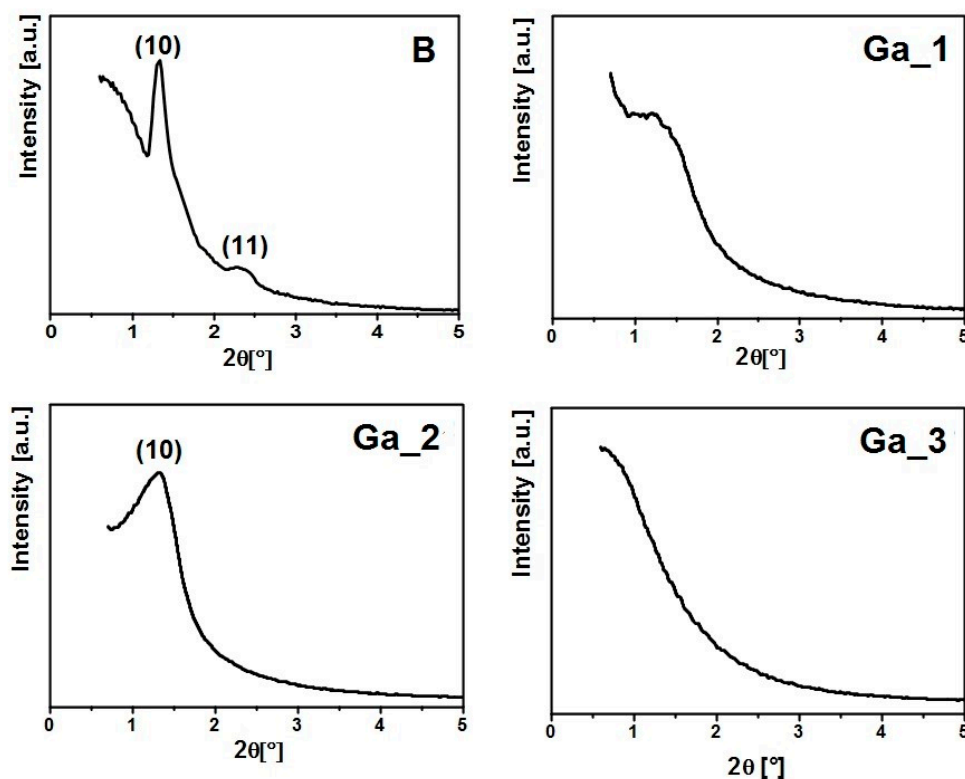 B
(10)
(11)
Intensity [a.u.]
0 1 2 3 4 5
2θ[°]
Ga_1
Intensity [a.u.]
0 1 2 3 4 5
2θ[°]
Ga_2
(10)
Intensity [a.u.]
0 1 2 3 4 5
2θ[°]
Ga_3
Intensity [a.u.]
0 1 2 3 4 5
2θ [°]